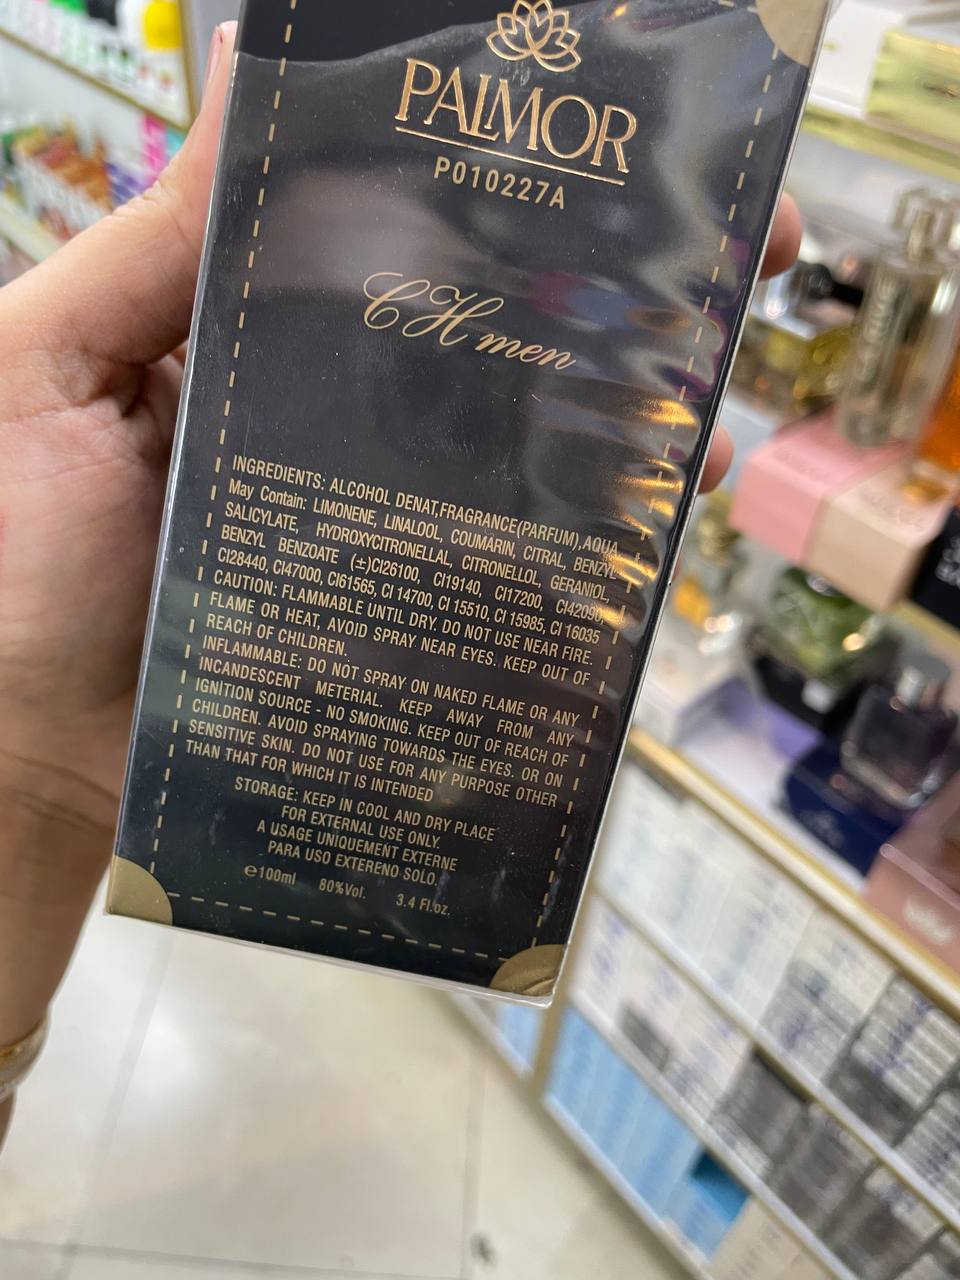 PALMOR
P010227A
CH men
INGREDIENTS: ALCOHOL DENAT,FRAGRANCE(PARFUM),AQUA
May Contain: LIMONENE, LINALOOL, COUMARIN, CITRAL, BENZYL
SALICYLATE, HYDROXYCITRONELLAL, CITRONELLOL, GERANIOL,
BENZYL BENZOATE (±)CI26100, CI19140, CI17200, CI42090,
CI28440, CI47000, CI61565, CI 14700, CI 15510, CI 15985, CI 16035
CAUTION: FLAMMABLE UNTIL DRY. DO NOT USE NEAR FIRE.
FLAME OR HEAT, AVOID SPRAY NEAR EYES. KEEP OUT OF
REACH OF CHILDREN.
INFLAMMABLE: DO NOT SPRAY ON NAKED FLAME OR ANY
INCANDESCENT METERIAL. KEEP AWAY FROM ANY
IGNITION SOURCE - NO SMOKING. KEEP OUT OF REACH OF
CHILDREN. AVOID SPRAYING TOWARDS THE EYES. OR ON
SENSITIVE SKIN. DO NOT USE FOR ANY PURPOSE OTHER
THAN THAT FOR WHICH IT IS INTENDED
STORAGE: KEEP IN COOL AND DRY PLACE
FOR EXTERNAL USE ONLY.
A USAGE UNIQUEMENT EXTERNE
PARA USO EXTERENO SOLO.
℮100ml 80%Vol. 3.4 Fl.oz.